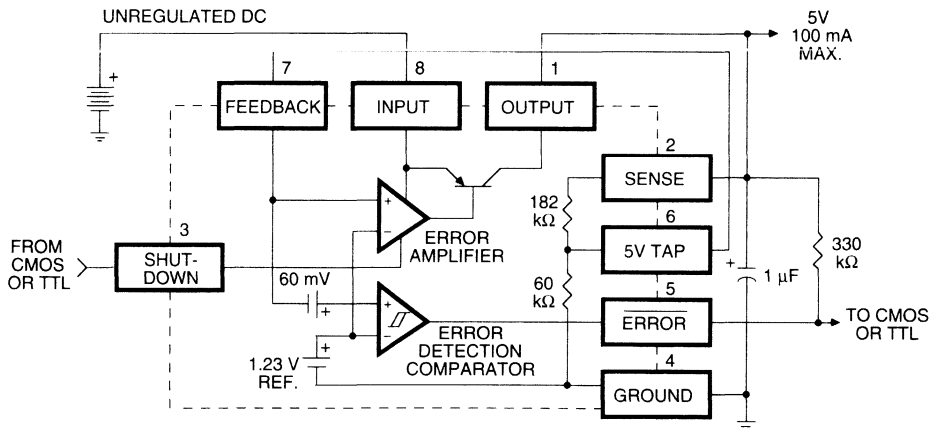 UNREGULATED DC
5V
100 mA
MAX.
7
8
1
FEEDBACK
INPUT
OUTPUT
2
SENSE
182
kΩ
6
5V TAP
3
FROM
CMOS
OR TTL
SHUT-
DOWN
ERROR
AMPLIFIER
60 mV
60
kΩ
330
kΩ
1 µF
5
ERROR
TO CMOS
OR TTL
ERROR
DETECTION
COMPARATOR
1.23 V
REF.
4
GROUND
+
+
−
+
+
−
+
+